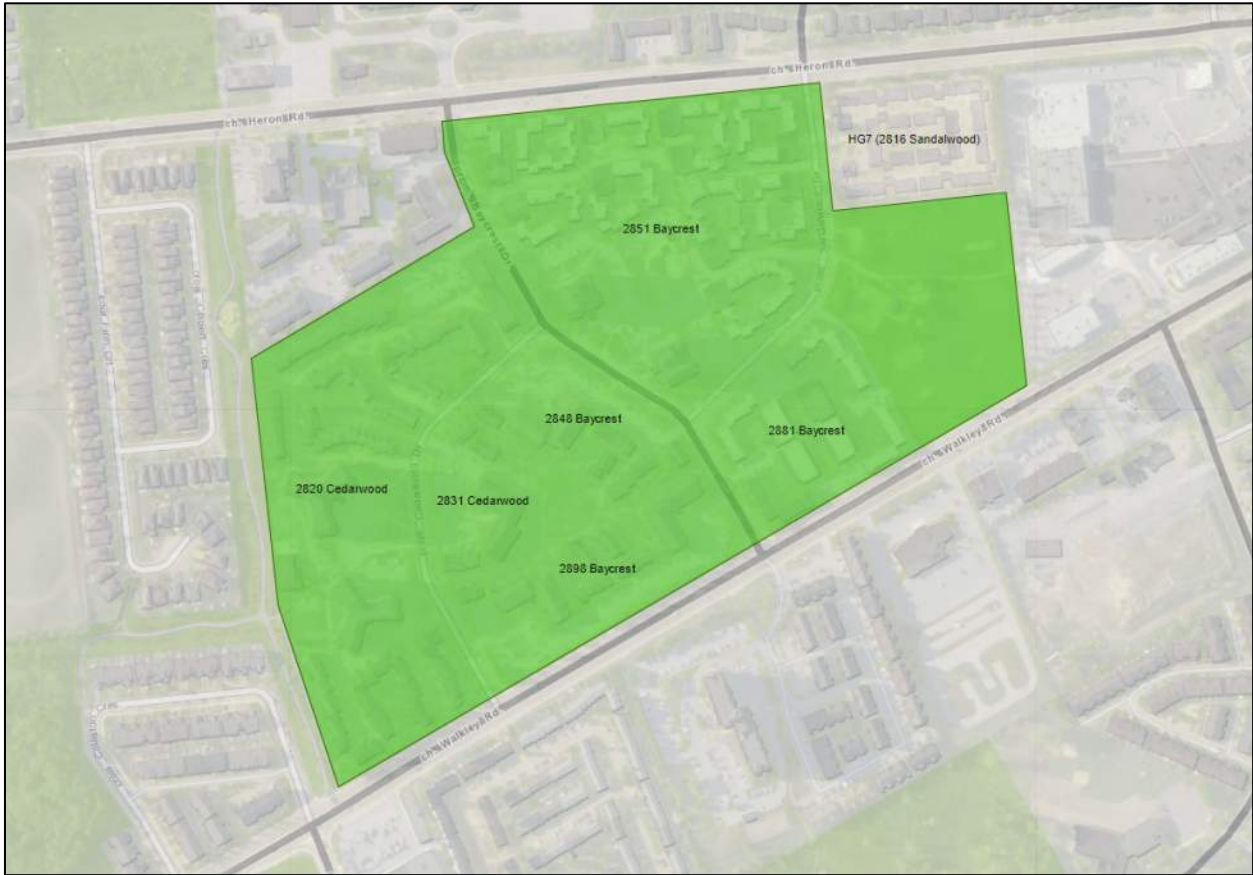 ch. Heron Rd.
ch. Heron Rd.
HG7 (2816 Sandalwood)
2851 Baycrest
2848 Baycrest
2881 Baycrest
2820 Cedarwood
2831 Cedarwood
ch. Walkley Rd.
2898 Baycrest
ch. Walkley Rd.